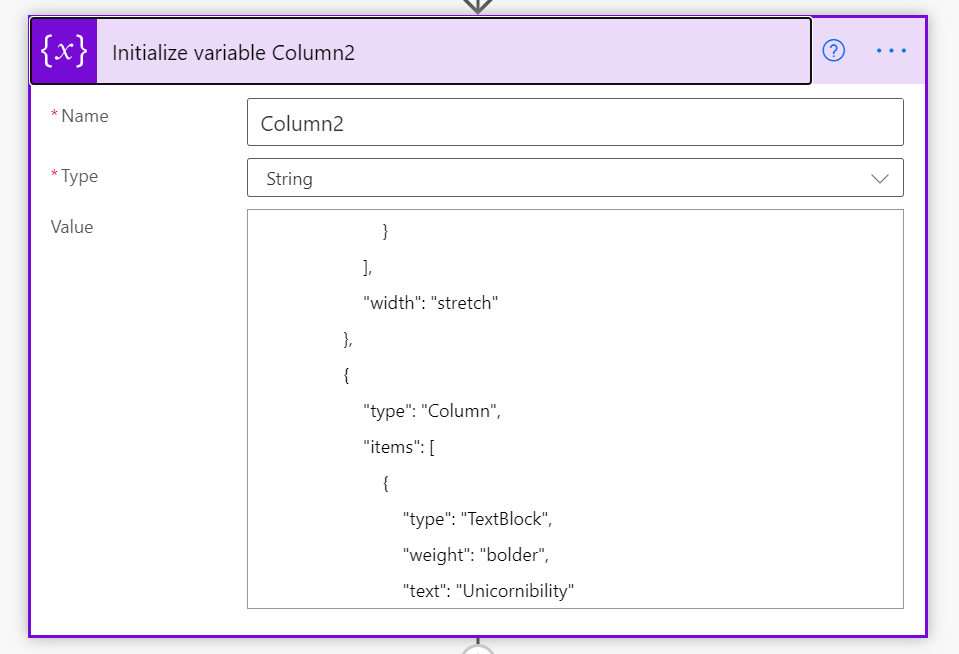 {x} Initialize variable Column2 ? ...
* Name Column2
* Type String
Value }
],
"width": "stretch"
},
{
"type": "Column",
"items": [
{
"type": "TextBlock",
"weight": "bolder",
"text": "Unicornibility"